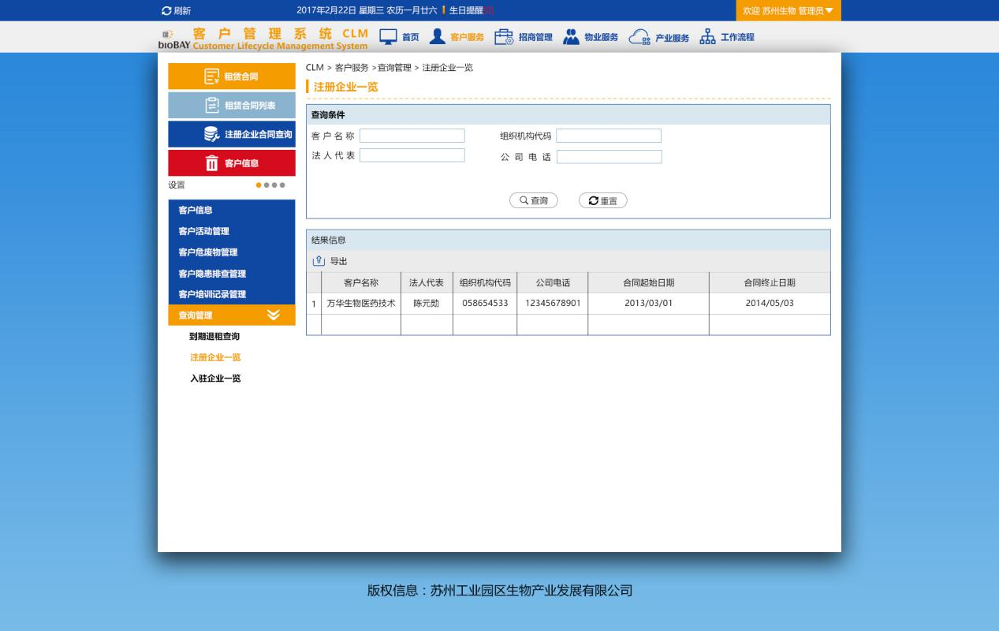 刷新
2017年2月22日 星期三 农历一月廿六
生日提醒[0]
欢迎 苏州生物 管理员
bioBAY
客户管理系统 CLM
Customer Lifecycle Management System
首页
客户服务
招商管理
物业服务
产业服务
工作流程
租赁合同
租赁合同列表
注册企业合同查询
客户信息
设置
客户信息
客户活动管理
客户危废物管理
客户隐患排查管理
客户培训记录管理
查询管理
到期退租查询
注册企业一览
入驻企业一览
CLM > 客户服务 >查询管理 > 注册企业一览
注册企业一览
查询条件
客户名称
组织机构代码
法人代表
公司电话
查询
重置
结果信息
导出
客户名称 法人代表 组织机构代码 公司电话 合同起始日期 合同终止日期
1 万华生物医药技术 陈元勋 058654533 12345678901 2013/03/01 2014/05/03
版权信息：苏州工业园区生物产业发展有限公司